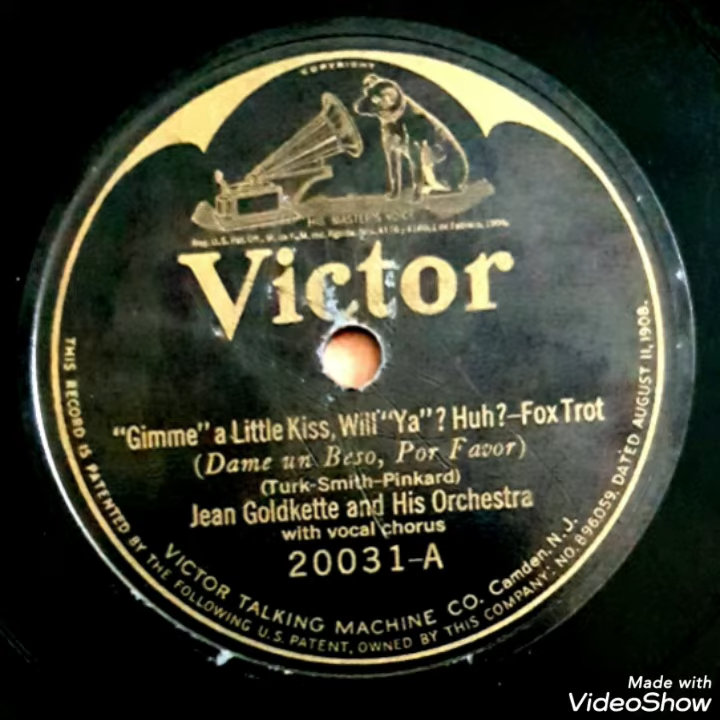 COPYRIGHT
HIS MASTER'S VOICE
Victor
"Gimme" a Little Kiss, Will "Ya"? Huh?–Fox Trot
(Dame un Beso, Por Favor)
(Turk-Smith-Pinkard)
Jean Goldkette and His Orchestra
with vocal chorus
20031–A
VICTOR TALKING MACHINE CO. Camden, N. J.
THIS RECORD IS PATENTED BY THE FOLLOWING U.S. PATENT, OWNED BY THIS COMPANY: NO. 896059. DATED AUGUST 11, 1908.
Made with
VideoShow